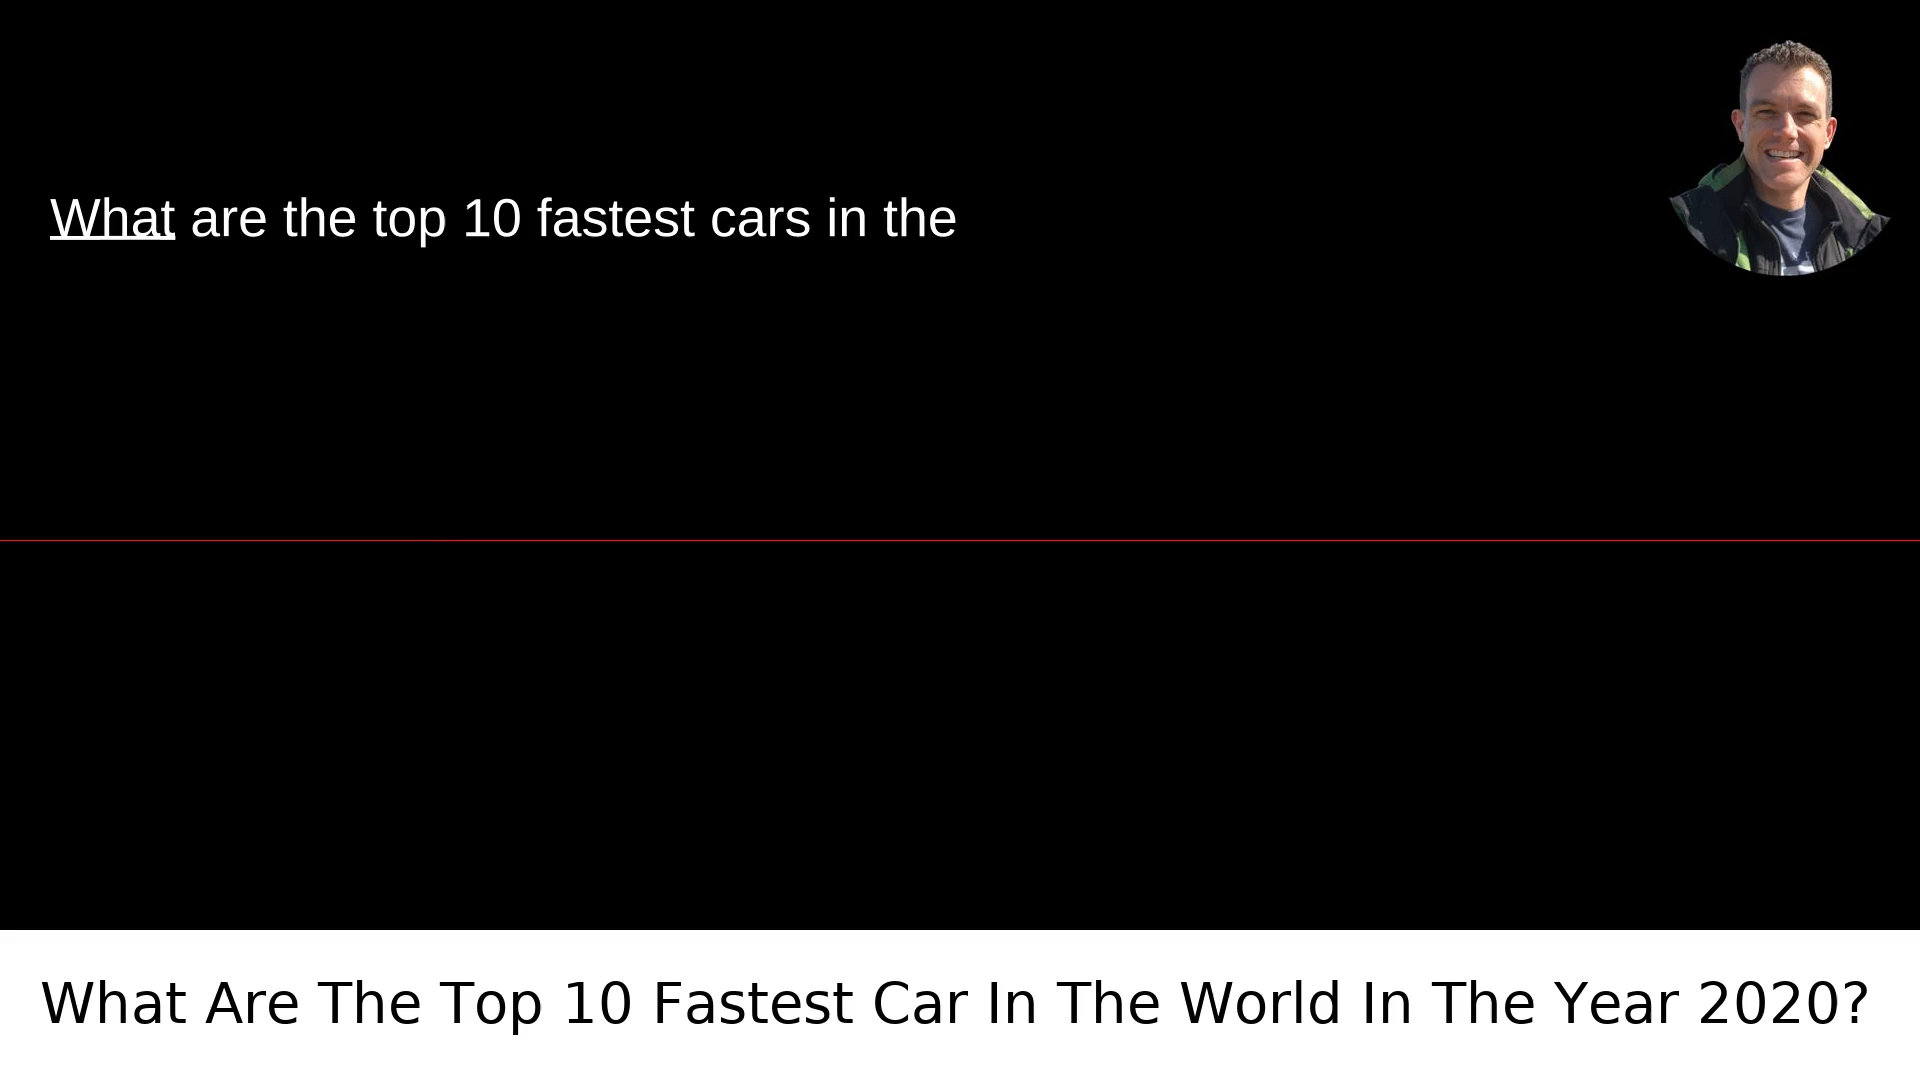 What are the top 10 fastest cars in the
What Are The Top 10 Fastest Car In The World In The Year 2020?